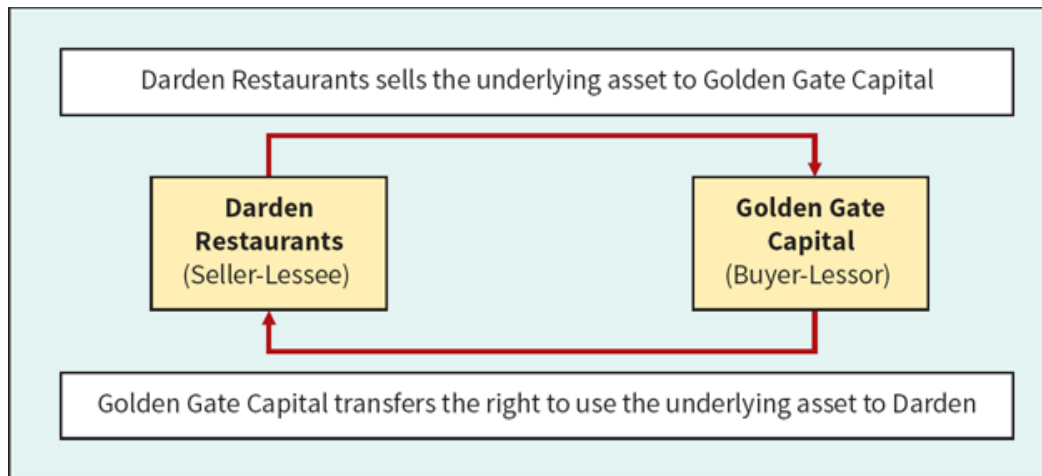 Darden Restaurants sells the underlying asset to Golden Gate Capital
Darden
Restaurants
(Seller-Lessee)
Golden Gate
Capital
(Buyer-Lessor)
Golden Gate Capital transfers the right to use the underlying asset to Darden